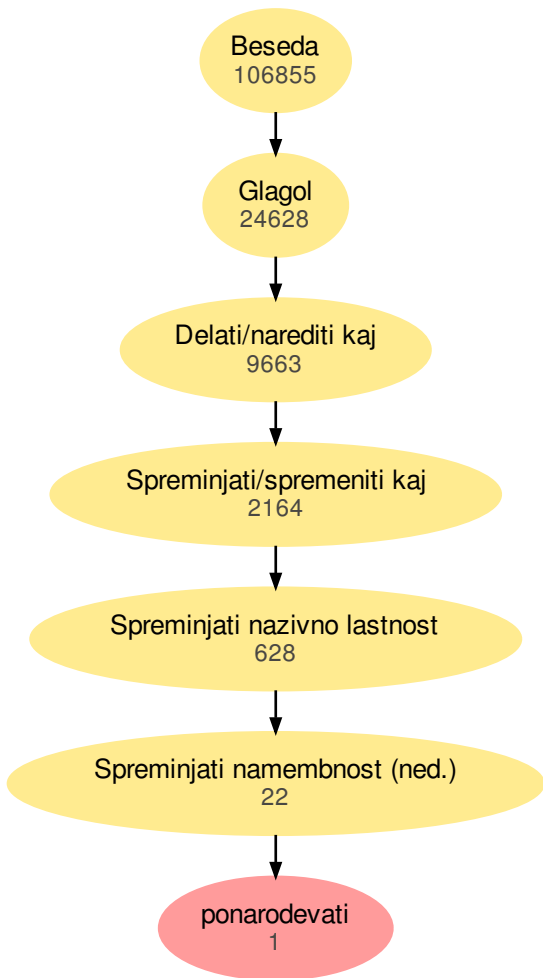 Beseda
106855
Glagol
24628
Delati/narediti kaj
9663
Spreminjati/spremeniti kaj
2164
Spreminjati nazivno lastnost
628
Spreminjati namembnost (ned.)
22
ponarodevati
1